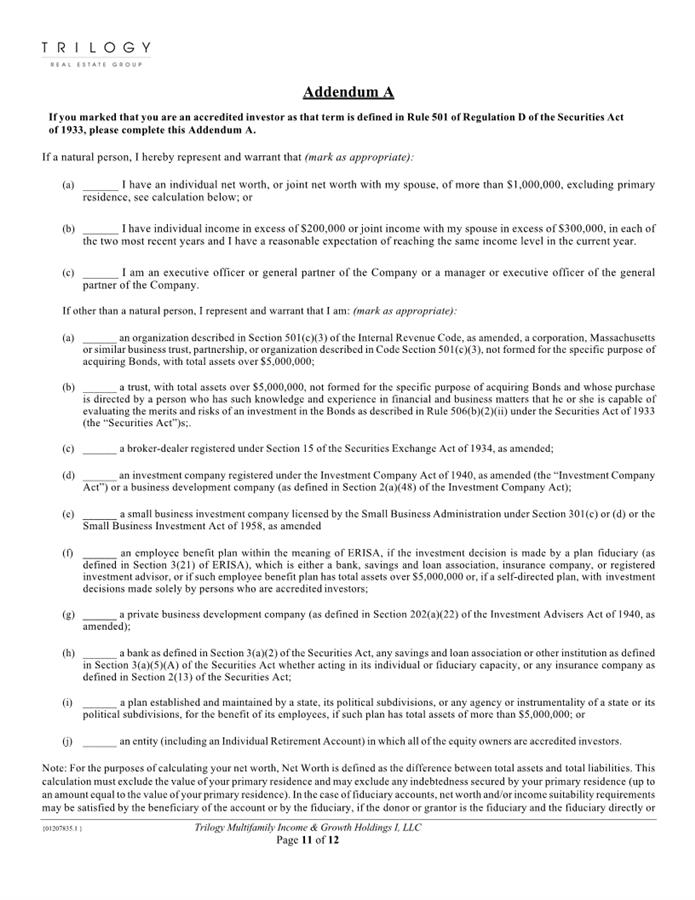 TRILOGY
REAL ESTATE GROUP
Addendum A
If you marked that you are an accredited investor as that term is defined in Rule 501 of Regulation D of the Securities Act
of 1933, please complete this Addendum A.
If a natural person, I hereby represent and warrant that (mark as appropriate):
(a) ______ I have an individual net worth, or joint net worth with my spouse, of more than $1,000,000, excluding primary
residence, see calculation below; or
(b) ______ I have individual income in excess of $200,000 or joint income with my spouse in excess of $300,000, in each of
the two most recent years and I have a reasonable expectation of reaching the same income level in the current year.
(c) ______ I am an executive officer or general partner of the Company or a manager or executive officer of the general
partner of the Company.
If other than a natural person, I represent and warrant that I am: (mark as appropriate):
(a) ______ an organization described in Section 501(c)(3) of the Internal Revenue Code, as amended, a corporation, Massachusetts
or similar business trust, partnership, or organization described in Code Section 501(c)(3), not formed for the specific purpose of
acquiring Bonds, with total assets over $5,000,000;
(b) ______ a trust, with total assets over $5,000,000, not formed for the specific purpose of acquiring Bonds and whose purchase
is directed by a person who has such knowledge and experience in financial and business matters that he or she is capable of
evaluating the merits and risks of an investment in the Bonds as described in Rule 506(b)(2)(ii) under the Securities Act of 1933
(the “Securities Act”)s;.
(c) ______ a broker-dealer registered under Section 15 of the Securities Exchange Act of 1934, as amended;
(d) ______ an investment company registered under the Investment Company Act of 1940, as amended (the “Investment Company
Act”) or a business development company (as defined in Section 2(a)(48) of the Investment Company Act);
(e) ______ a small business investment company licensed by the Small Business Administration under Section 301(c) or (d) or the
Small Business Investment Act of 1958, as amended
(f) ______ an employee benefit plan within the meaning of ERISA, if the investment decision is made by a plan fiduciary (as
defined in Section 3(21) of ERISA), which is either a bank, savings and loan association, insurance company, or registered
investment advisor, or if such employee benefit plan has total assets over $5,000,000 or, if a self-directed plan, with investment
decisions made solely by persons who are accredited investors;
(g) ______ a private business development company (as defined in Section 202(a)(22) of the Investment Advisers Act of 1940, as
amended);
(h) ______ a bank as defined in Section 3(a)(2) of the Securities Act, any savings and loan association or other institution as defined
in Section 3(a)(5)(A) of the Securities Act whether acting in its individual or fiduciary capacity, or any insurance company as
defined in Section 2(13) of the Securities Act;
(i) ______ a plan established and maintained by a state, its political subdivisions, or any agency or instrumentality of a state or its
political subdivisions, for the benefit of its employees, if such plan has total assets of more than $5,000,000; or
(j) ______ an entity (including an Individual Retirement Account) in which all of the equity owners are accredited investors.
Note: For the purposes of calculating your net worth, Net Worth is defined as the difference between total assets and total liabilities. This
calculation must exclude the value of your primary residence and may exclude any indebtedness secured by your primary residence (up to
an amount equal to the value of your primary residence). In the case of fiduciary accounts, net worth and/or income suitability requirements
may be satisfied by the beneficiary of the account or by the fiduciary, if the donor or grantor is the fiduciary and the fiduciary directly or
{01207835.1 } Trilogy Multifamily Income & Growth Holdings I, LLC
Page 11 of 12